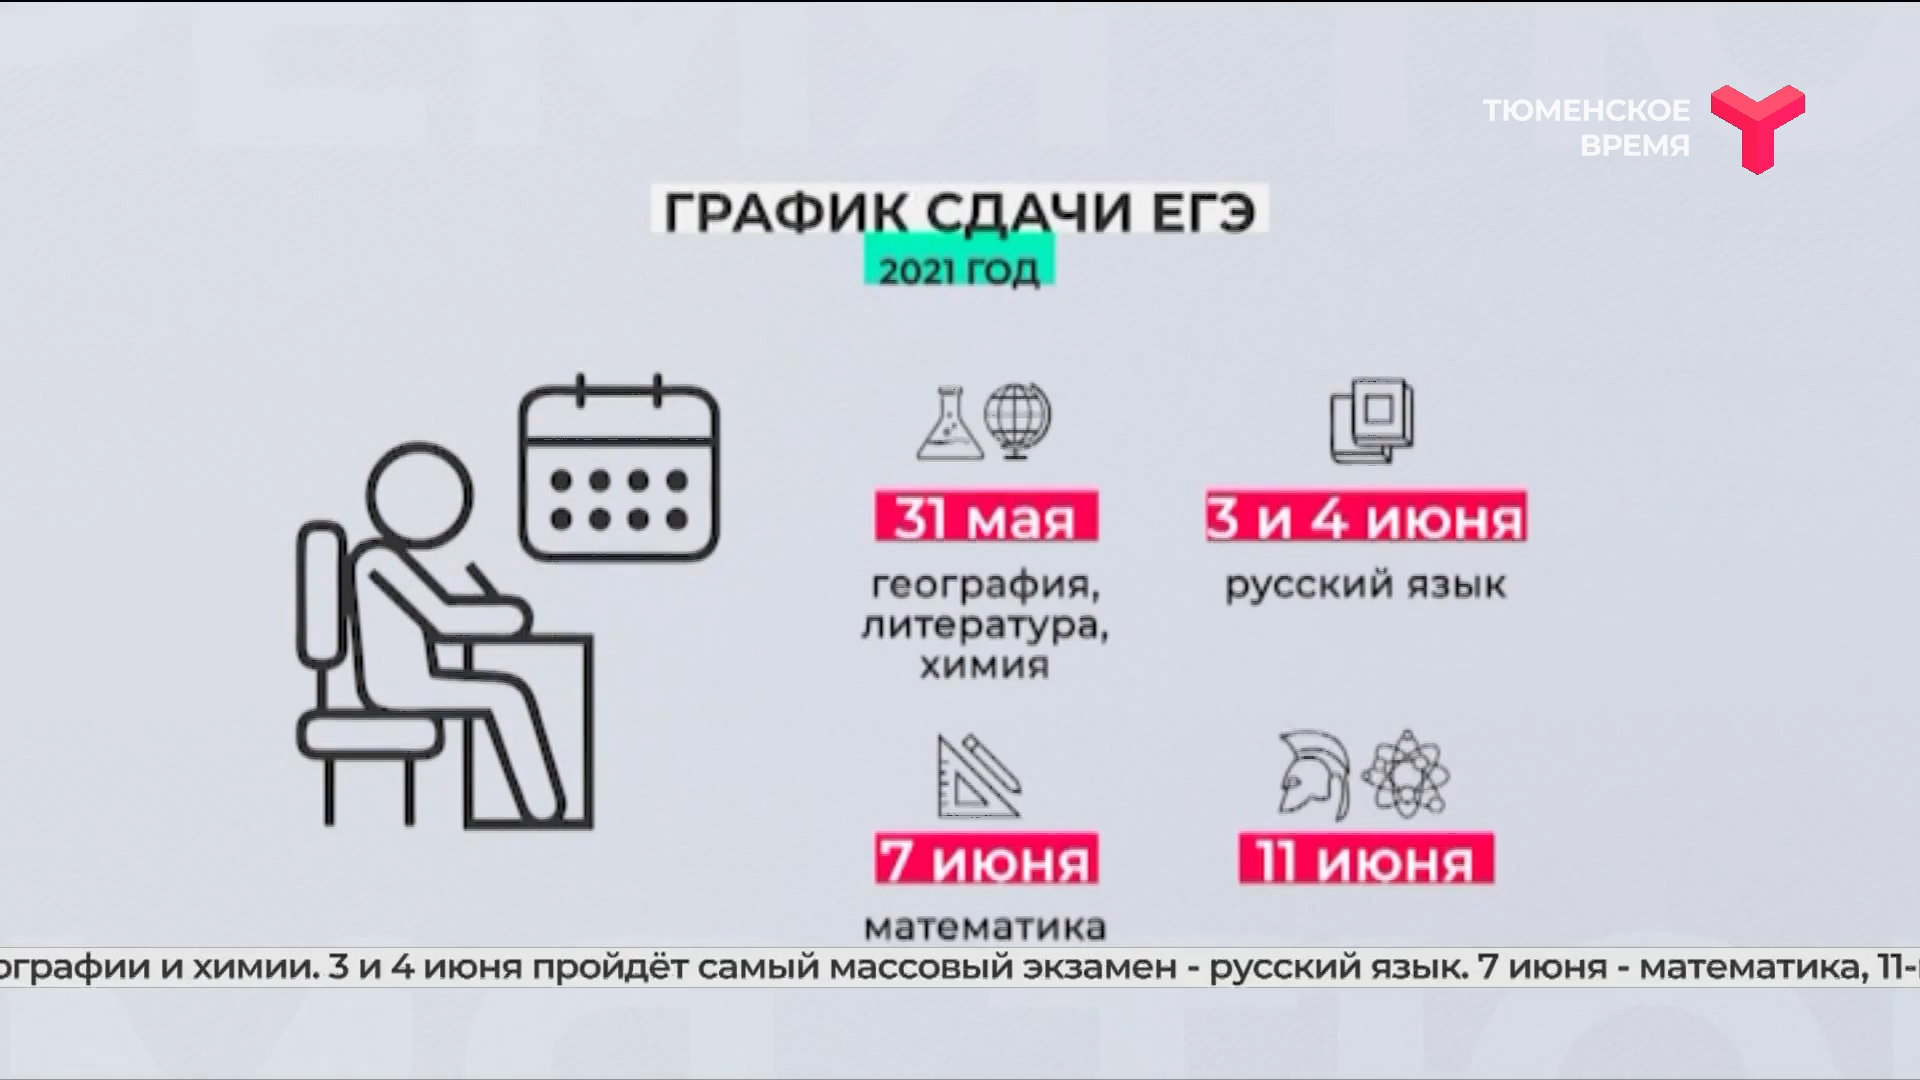 ТЮМЕНСКОЕ
ВРЕМЯ
ГРАФИК СДАЧИ ЕГЭ
2021 ГОД
31 мая
география,
литература,
химия
3 и 4 июня
русский язык
7 июня
математика
11 июня
ографии и химии. 3 и 4 июня пройдёт самый массовый экзамен - русский язык. 7 июня - математика, 11-